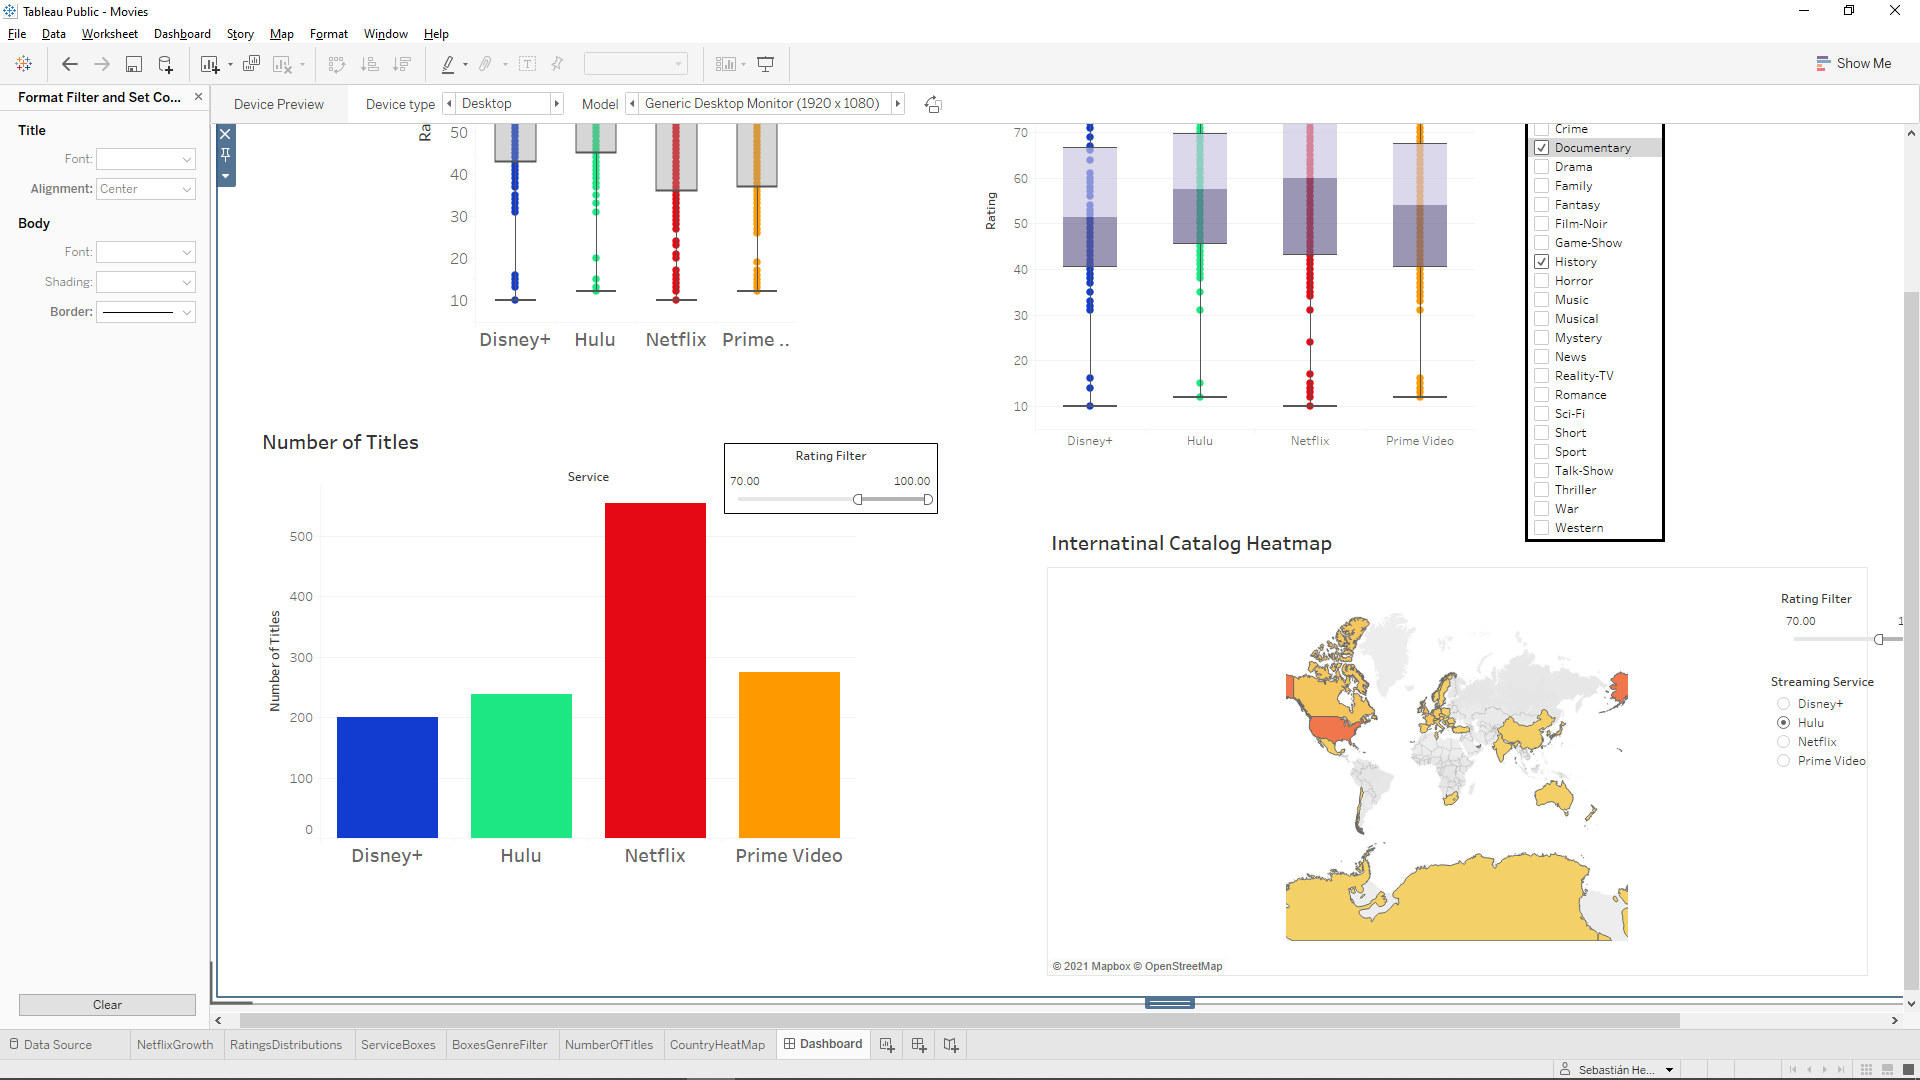 Tableau Public - Movies
File Data Worksheet Dashboard Story Map Format Window Help
Show Me
Format Filter and Set Co...
Device Preview
Device type
Desktop
Model
Generic Desktop Monitor (1920 x 1080)
Title
Font:
Alignment: Center
Body
Font:
Shading:
Border:
Clear
Ra
50
40
30
20
10
Disney+ Hulu Netflix Prime ..
Rating
70
60
50
40
30
20
10
Disney+ Hulu Netflix Prime Video
Crime
Documentary
Drama
Family
Fantasy
Film-Noir
Game-Show
History
Horror
Music
Musical
Mystery
News
Reality-TV
Romance
Sci-Fi
Short
Sport
Talk-Show
Thriller
War
Western
Number of Titles
Service
Rating Filter
70.00 100.00
Number of Titles
500
400
300
200
100
0
Disney+ Hulu Netflix Prime Video
Internatinal Catalog Heatmap
Rating Filter
70.00 1
Streaming Service
Disney+
Hulu
Netflix
Prime Video
© 2021 Mapbox © OpenStreetMap
Data Source NetflixGrowth RatingsDistributions ServiceBoxes BoxesGenreFilter NumberOfTitles CountryHeatMap Dashboard
Sebastián He...